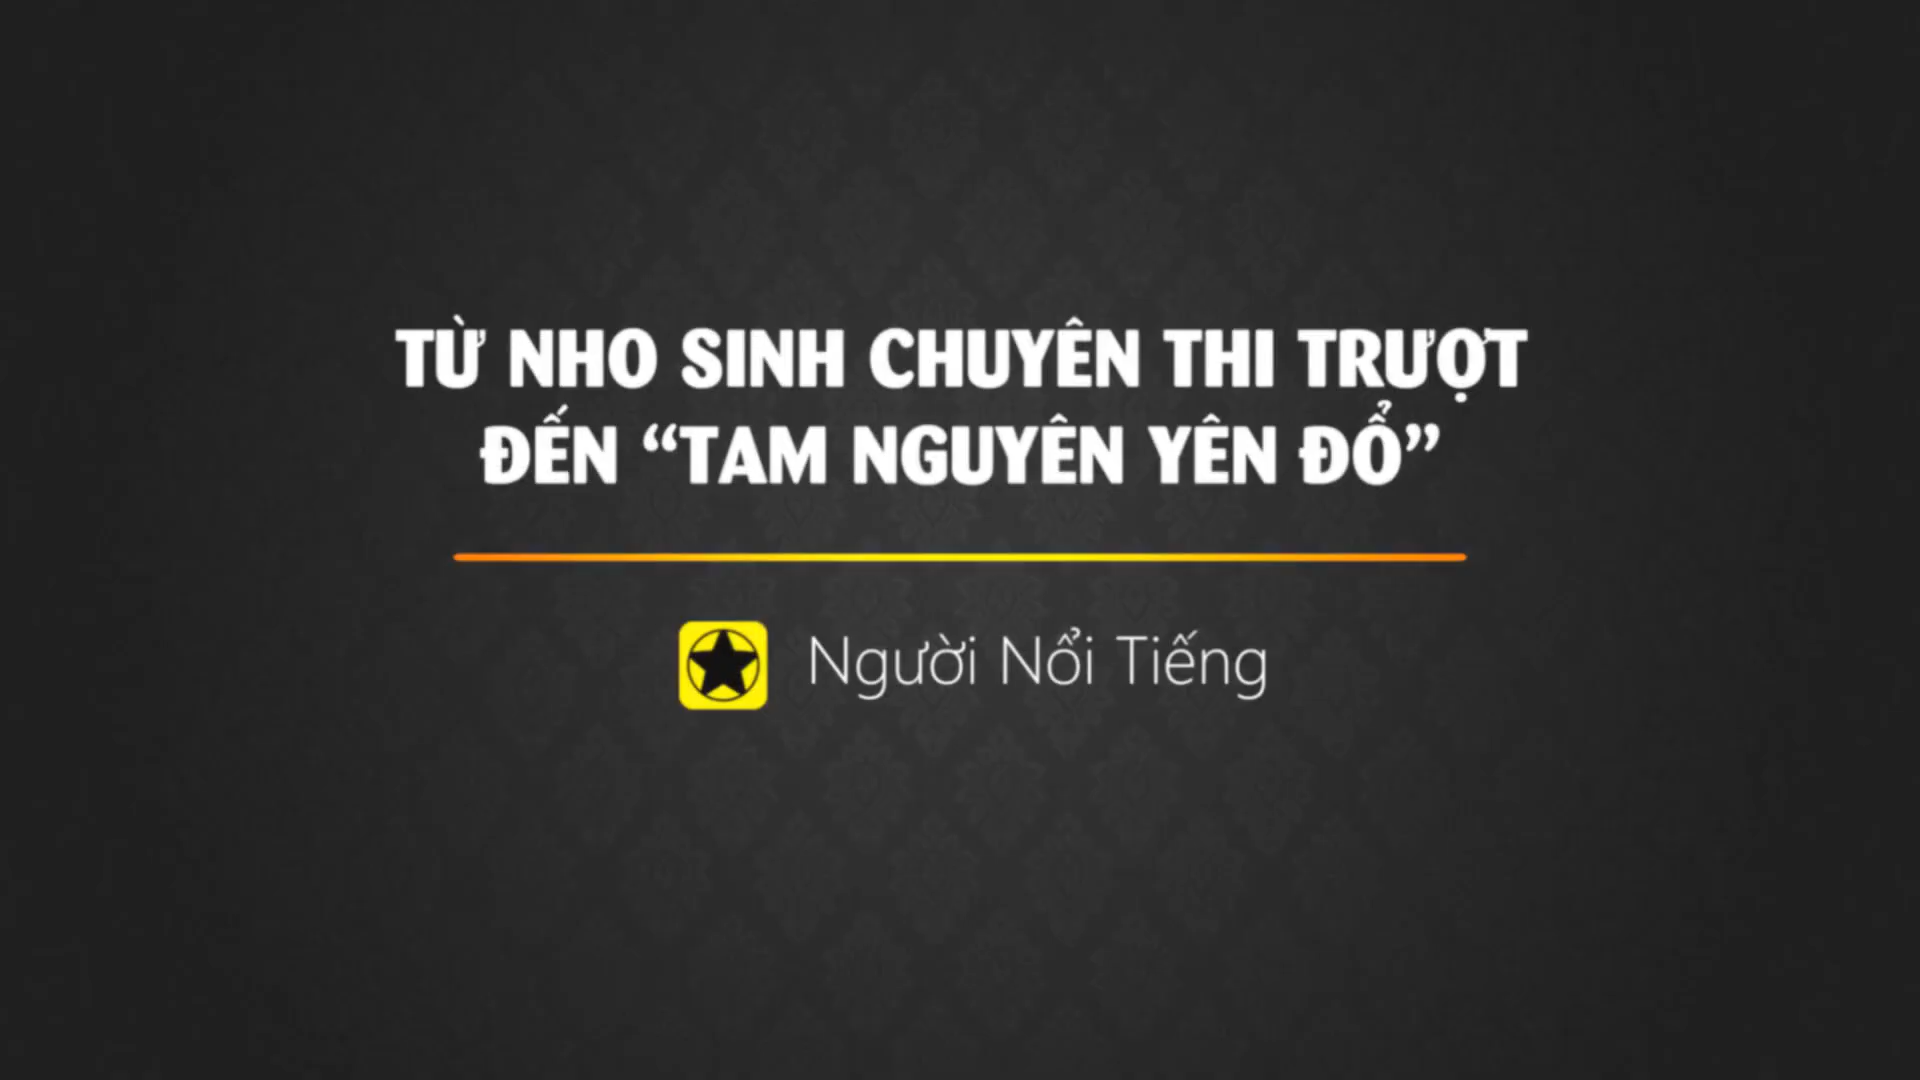 TỪ NHO SINH CHUYÊN THI TRƯỢT
ĐẾN “TAM NGUYÊN YÊN ĐỔ”
Người Nổi Tiếng